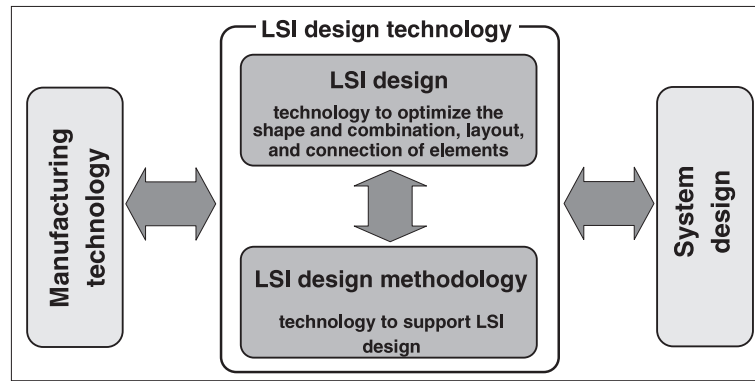 LSI design technology
LSI design
technology to optimize the
shape and combination, layout,
and connection of elements
Manufacturing
technology
System
design
LSI design methodology
technology to support LSI
design